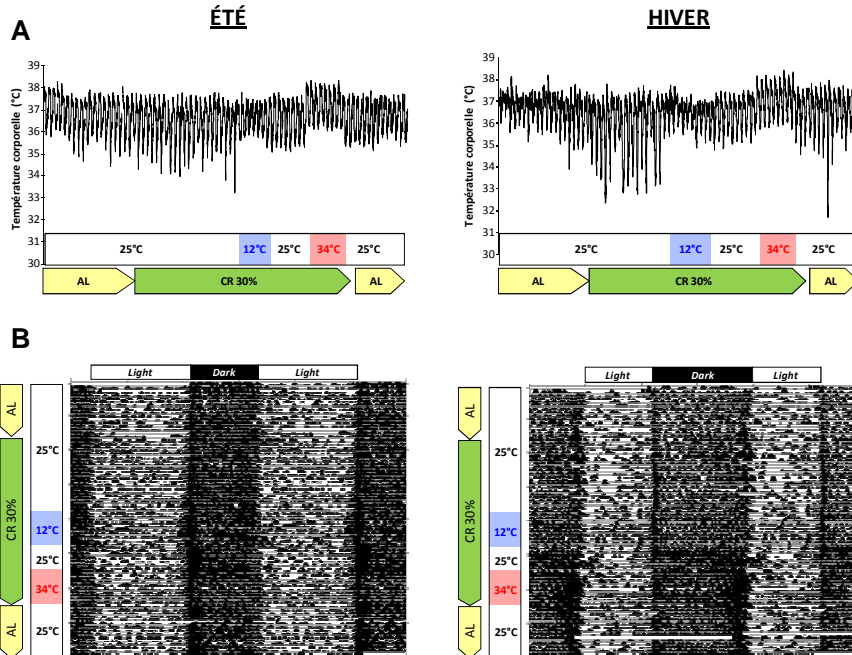 ÉTÉ
HIVER
A
Température corporelle (°C)
39
38
37
36
35
34
33
32
31
30
25°C
12°C
25°C
34°C
25°C
AL
CR 30%
AL
Température corporelle (°C)
39
38
37
36
35
34
33
32
31
30
25°C
12°C
25°C
34°C
25°C
AL
CR 30%
AL
B
Light
Dark
Light
AL
CR 30%
AL
25°C
12°C
25°C
34°C
25°C
Light
Dark
Light
AL
CR 30%
AL
25°C
12°C
25°C
34°C
25°C